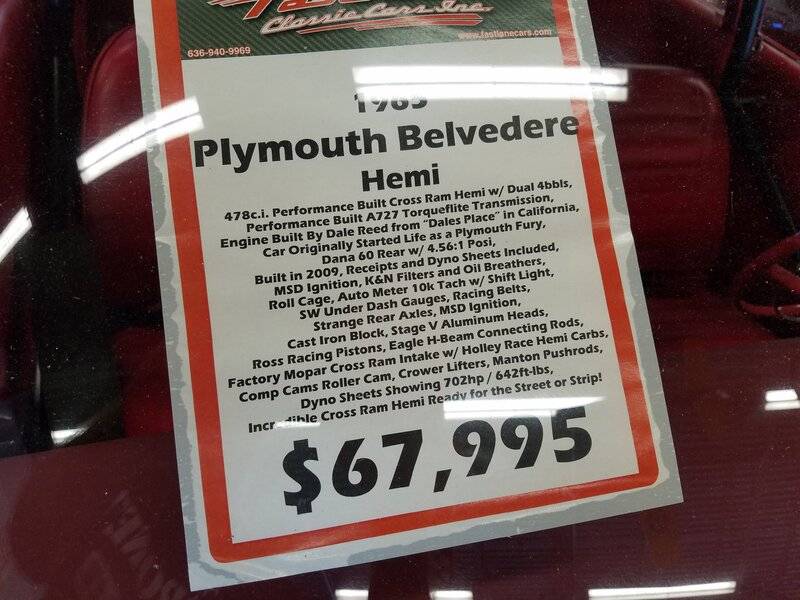 Classic Cars, Inc.
636-940-9969
www.fastlanecars.com
1965
Plymouth Belvedere
Hemi
478c.i. Performance Built Cross Ram Hemi w/ Dual 4bbls,
Performance Built A727 Torqueflite Transmission,
Engine Built By Dale Reed from "Dales Place" in California,
Car Originally Started Life as a Plymouth Fury,
Dana 60 Rear w/ 4.56:1 Posi,
Built in 2009, Receipts and Dyno Sheets Included,
MSD Ignition, K&N Filters and Oil Breathers,
Roll Cage, Auto Meter 10k Tach w/ Shift Light,
SW Under Dash Gauges, Racing Belts,
Strange Rear Axles, MSD Ignition,
Cast Iron Block, Stage V Aluminum Heads,
Ross Racing Pistons, Eagle H-Beam Connecting Rods,
Factory Mopar Cross Ram Intake w/ Holley Race Hemi Carbs,
Comp Cams Roller Cam, Crower Lifters, Manton Pushrods,
Dyno Sheets Showing 702hp / 642ft-lbs,
Incredible Cross Ram Hemi Ready for the Street or Strip!
$67,995